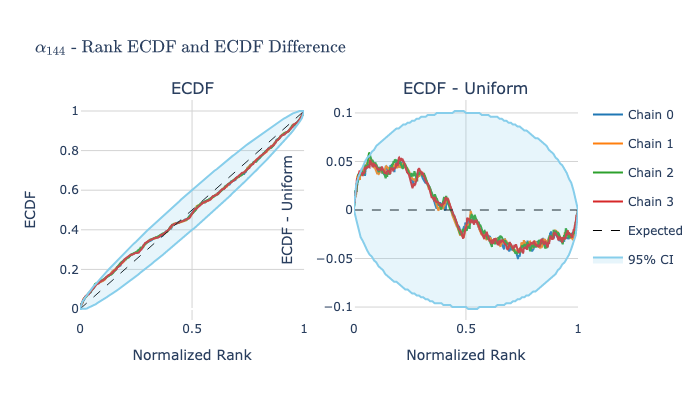 α₁₄₄ - Rank ECDF and ECDF Difference
ECDF
ECDF - Uniform
1
0.8
0.6
0.4
0.2
0
0
0.5
1
ECDF
Normalized Rank
0.1
0.05
0
−0.05
−0.1
0
0.5
1
ECDF - Uniform
Normalized Rank
Chain 0
Chain 1
Chain 2
Chain 3
Expected
95% CI